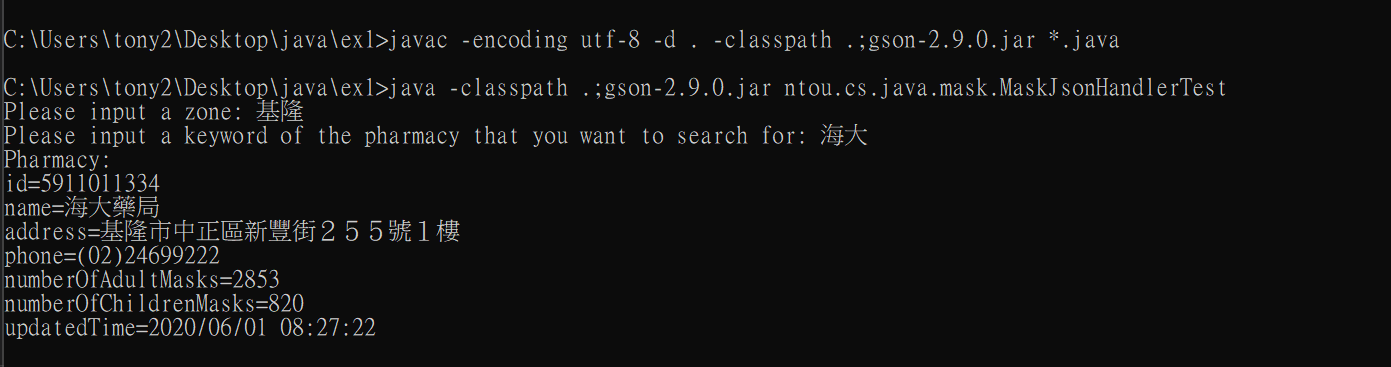 C:\Users\tony2\Desktop\java\ex1>javac -encoding utf-8 -d . -classpath .;gson-2.9.0.jar *.java
C:\Users\tony2\Desktop\java\ex1>java -classpath .;gson-2.9.0.jar ntou.cs.java.mask.MaskJsonHandlerTest
Please input a zone: 基隆
Please input a keyword of the pharmacy that you want to search for: 海大
Pharmacy:
id=5911011334
name=海大藥局
address=基隆市中正區新豐街２５５號１樓
phone=(02)24699222
numberOfAdultMasks=2853
numberOfChildrenMasks=820
updatedTime=2020/06/01 08:27:22